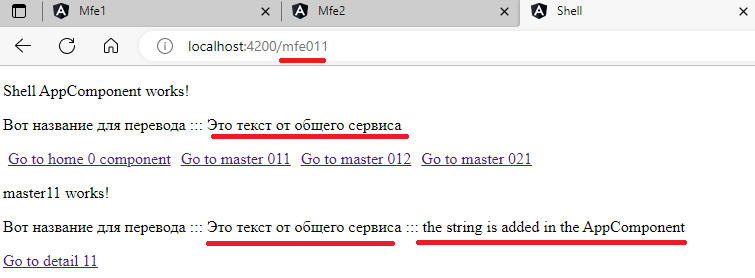 Mfe1
Mfe2
Shell
localhost:4200/mfe011
Shell AppComponent works!
Вот название для перевода ::: Это текст от общего сервиса
Go to home 0 component Go to master 011 Go to master 012 Go to master 021
master11 works!
Вот название для перевода ::: Это текст от общего сервиса ::: the string is added in the AppComponent
Go to detail 11